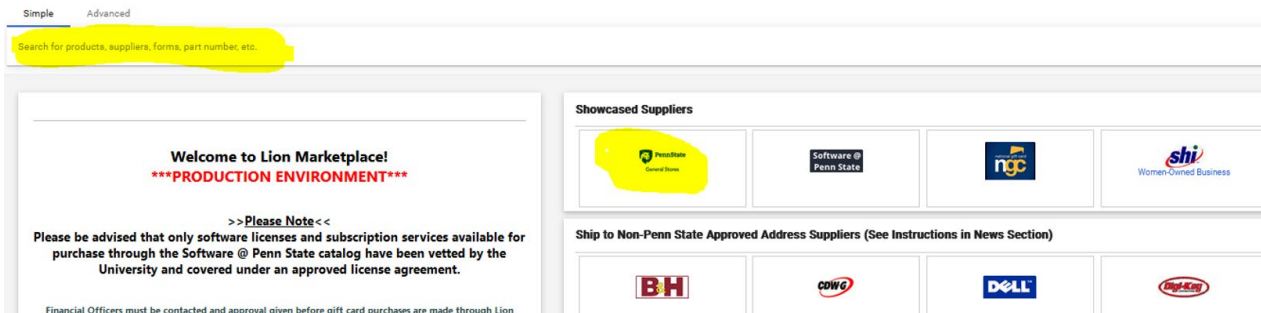 Simple Advanced
Search for products, suppliers, forms, part number, etc.
Welcome to Lion Marketplace!
***PRODUCTION ENVIRONMENT***
>>Please Note<<
Please be advised that only software licenses and subscription services available for
purchase through the Software @ Penn State catalog have been vetted by the
University and covered under an approved license agreement.
Financial Officers must be contacted and approval given before gift card purchases are made through Lion
Showcased Suppliers
PennState
General Stores
Software @
Penn State
national gift card
ngc
shi
Women-Owned Business
Ship to Non-Penn State Approved Address Suppliers (See Instructions in News Section)
B&H
CDWG
DELL
Digi-Key